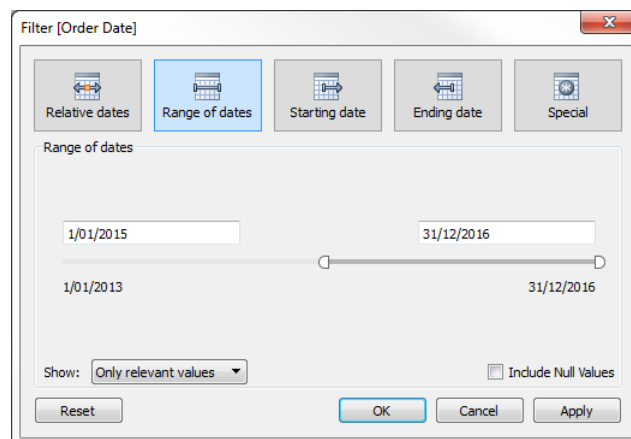 Filter [Order Date]
Relative dates
Range of dates
Starting date
Ending date
Special
Range of dates
1/01/2015
31/12/2016
1/01/2013
31/12/2016
Show:
Only relevant values
Include Null Values
Reset
OK
Cancel
Apply